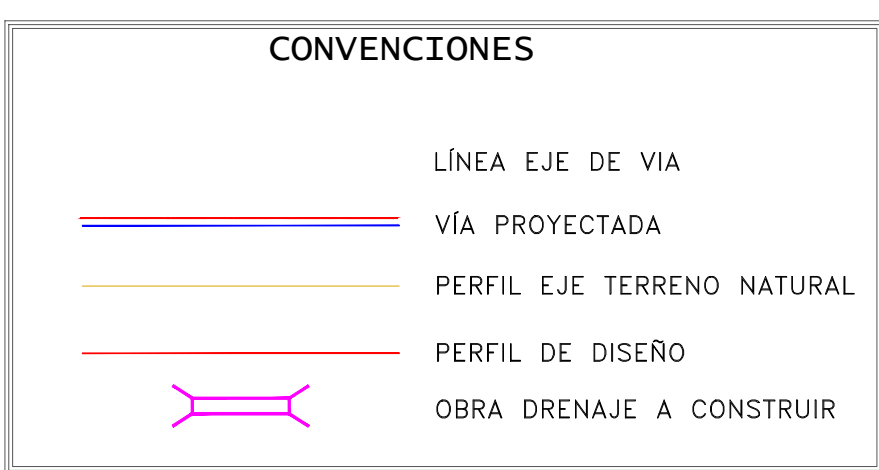 CONVENCIONES
LÍNEA EJE DE VIA
VÍA PROYECTADA
PERFIL EJE TERRENO NATURAL
PERFIL DE DISEÑO
OBRA DRENAJE A CONSTRUIR